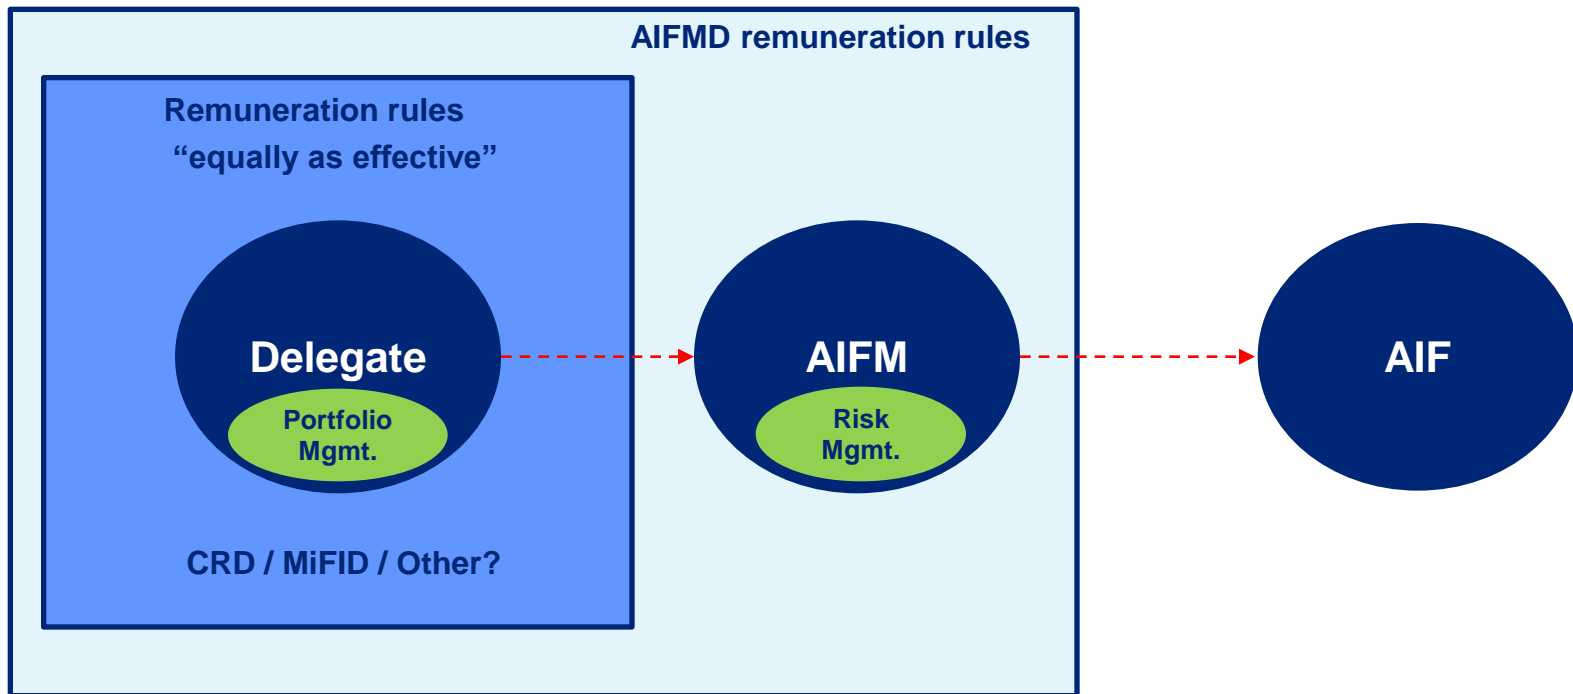 AIFMD remuneration rules
Remuneration rules
“equally as effective”
Delegate
Portfolio
Mgmt.
AIFM
Risk
Mgmt.
AIF
CRD / MiFID / Other?